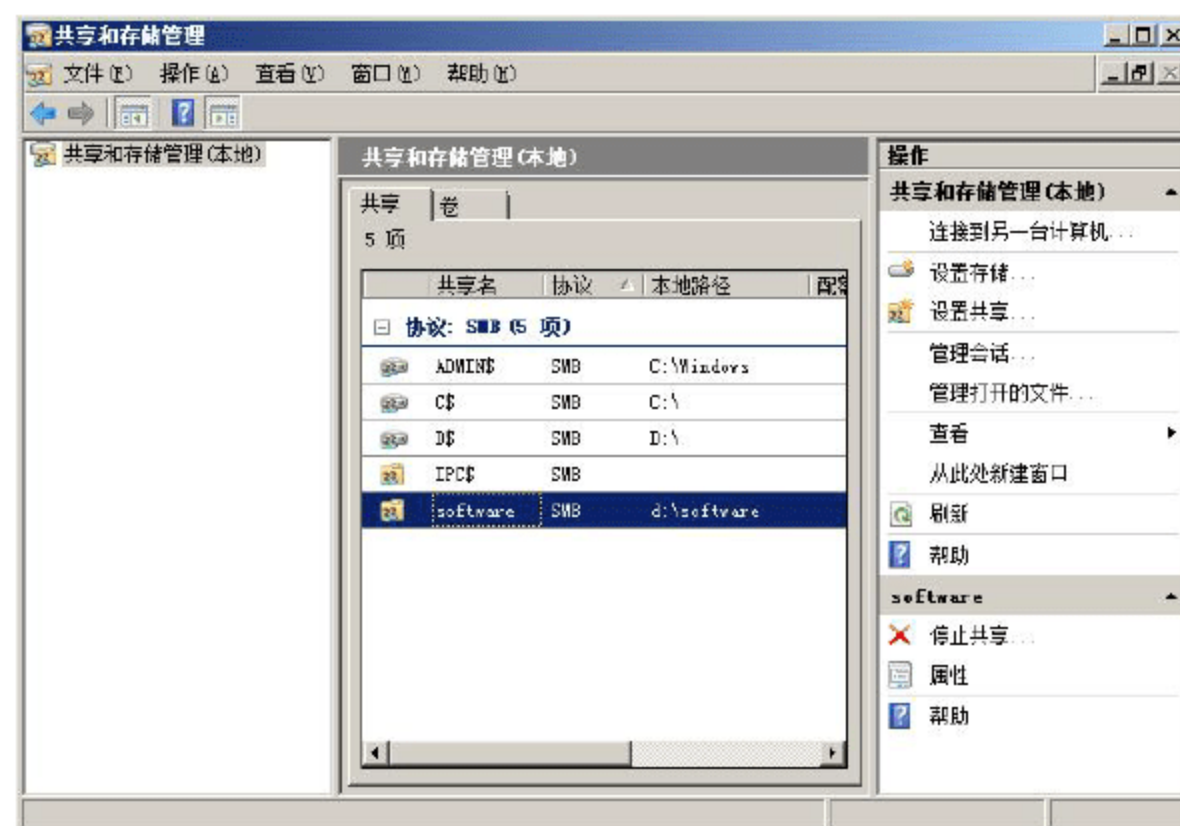 共享和存储管理
文件(F) 操作(A) 查看(V) 窗口(W) 帮助(H)
共享和存储管理(本地)
共享和存储管理(本地)
共享 卷
5 项
共享名 协议 本地路径
协议: SMB (5 项)
ADMIN$ SMB C:\Windows
C$ SMB C:\
D$ SMB D:\
IPC$ SMB
software SMB d:\software
操作
共享和存储管理(本地)
连接到另一台计算机...
设置存储...
设置共享...
管理会话...
管理打开的文件...
查看
从此处新建窗口
刷新
帮助
software
停止共享...
属性
帮助